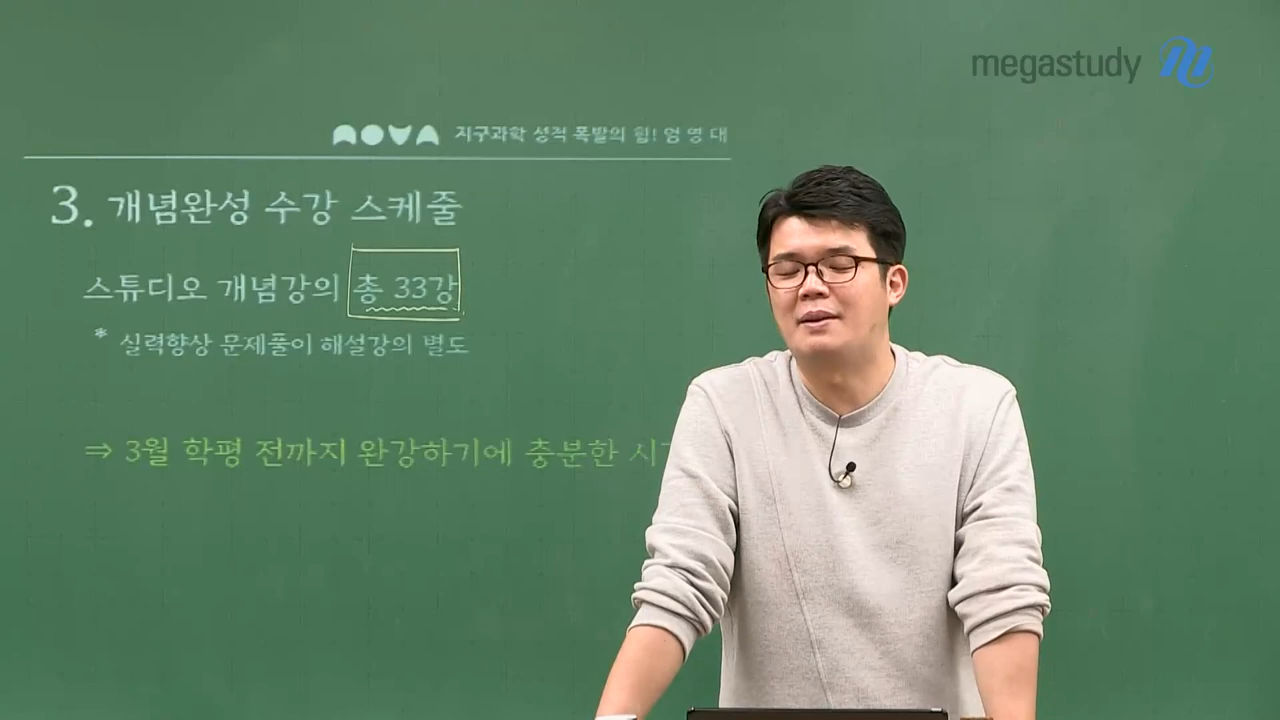 megastudy
NOVA 지구과학 성적 폭발의 힘! 엄 영 대
3. 개념완성 수강 스케줄
스튜디오 개념강의 총 33강
* 실력향상 문제풀이 해설강의 별도
⇒ 3월 학평 전까지 완강하기에 충분한